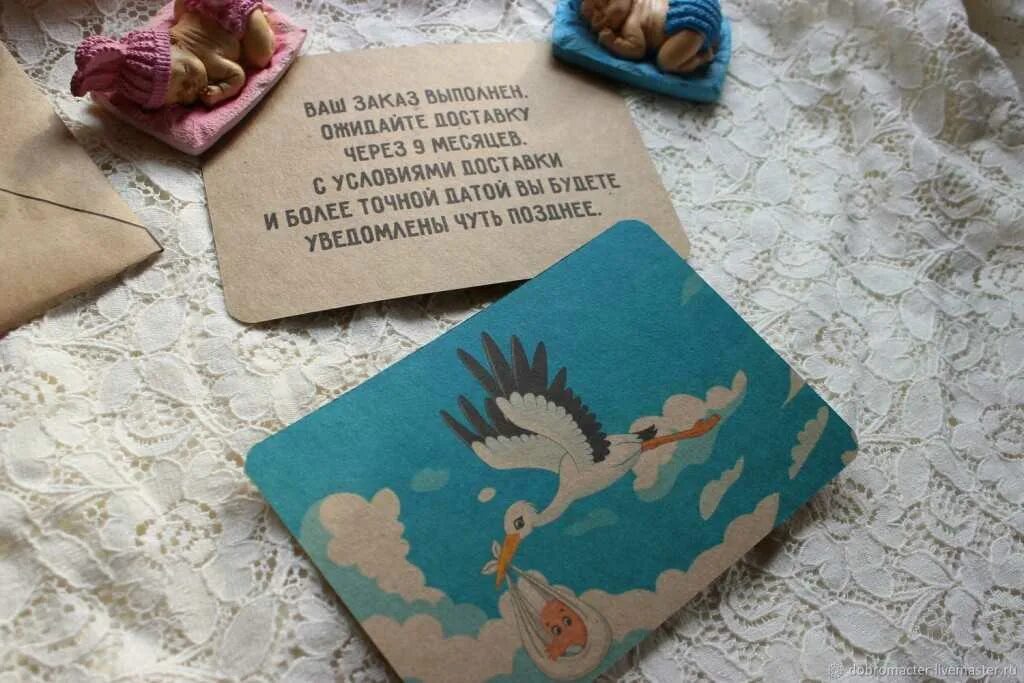 ВАШ ЗАКАЗ ВЫПОЛНЕН.
ОЖИДАЙТЕ ДОСТАВКУ
ЧЕРЕЗ 9 МЕСЯЦЕВ.
С УСЛОВИЯМИ ДОСТАВКИ
И БОЛЕЕ ТОЧНОЙ ДАТОЙ ВЫ БУДЕТЕ
УВЕДОМЛЕНЫ ЧУТЬ ПОЗДНЕЕ.
dobromacter.livemaster.ru